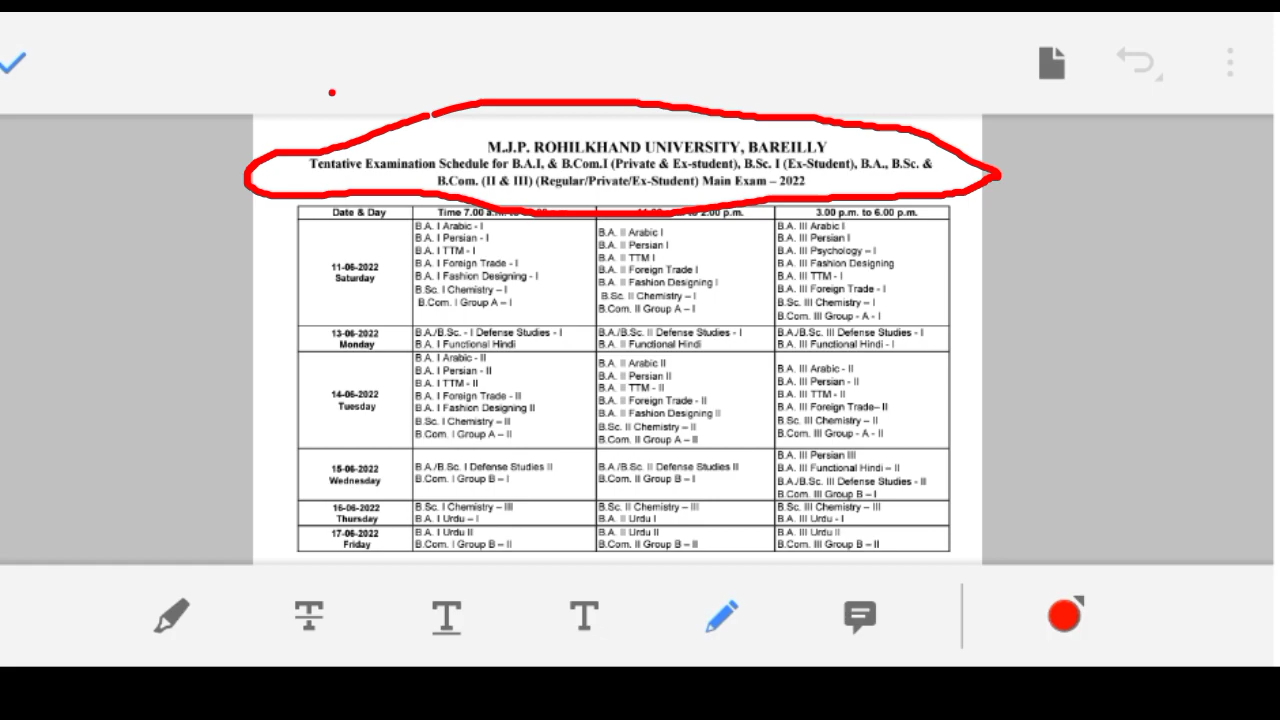 M.J.P. ROHILKHAND UNIVERSITY, BAREILLY
Tentative Examination Schedule for B.A.I, & B.Com.I (Private & Ex-student), B.Sc. I (Ex-Student), B.A., B.Sc. &
B.Com. (II & III) (Regular/Private/Ex-Student) Main Exam – 2022
Date & Day
Time 7.00 a.m.
2.00 p.m.
3.00 p.m. to 6.00 p.m.
11-06-2022
Saturday
B.A. I Arabic - I
B.A. I Persian - I
B.A. I TTM - I
B.A. I Foreign Trade - I
B.A. I Fashion Designing - I
B.Sc. I Chemistry – I
B.Com. I Group A – I
B.A. II Arabic I
B.A. II Persian I
B.A. II TTM I
B.A. II Foreign Trade I
B.A. II Fashion Designing I
B.Sc. II Chemistry – I
B.Com. II Group A – I
B.A. III Arabic I
B.A. III Persian I
B.A. III Psychology – I
B.A. III Fashion Designing
B.A. III TTM - I
B.A. III Foreign Trade - I
B.Sc. III Chemistry – I
B.Com. III Group - A - I
13-06-2022
Monday
B.A./B.Sc. - I Defense Studies - I
B.A. I Functional Hindi
B.A./B.Sc. II Defense Studies - I
B.A. II Functional Hindi
B.A./B.Sc. III Defense Studies - I
B.A. III Functional Hindi - I
14-06-2022
Tuesday
B.A. I Arabic - II
B.A. I Persian - II
B.A. I TTM - II
B.A. I Foreign Trade - II
B.A. I Fashion Designing II
B.Sc. I Chemistry – II
B.Com. I Group A – II
B.A. II Arabic II
B.A. II Persian II
B.A. II TTM - II
B.A. II Foreign Trade - II
B.A. II Fashion Designing II
B.Sc. II Chemistry – II
B.Com. II Group A – II
B.A. III Arabic - II
B.A. III Persian - II
B.A. III TTM - II
B.A. III Foreign Trade– II
B.Sc. III Chemistry – II
B.Com. III Group - A - II
15-06-2022
Wednesday
B.A./B.Sc. I Defense Studies II
B.Com. I Group B – I
B.A./B.Sc. II Defense Studies II
B.Com. II Group B – I
B.A. III Persian III
B.A. III Functional Hindi – II
B.A./B.Sc. III Defense Studies - II
B.Com. III Group B – I
16-06-2022
Thursday
B.Sc. I Chemistry – III
B.A. I Urdu – I
B.Sc. II Chemistry – III
B.A. II Urdu I
B.Sc. III Chemistry – III
B.A. III Urdu - I
17-06-2022
Friday
B.A. I Urdu II
B.Com. I Group B – II
B.A. II Urdu II
B.Com. II Group B – II
B.A. III Urdu II
B.Com. III Group B – II